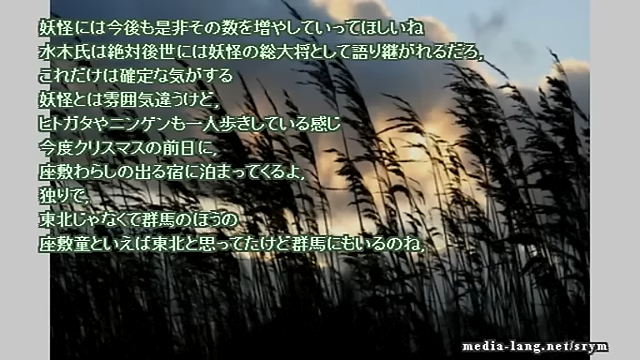 妖怪には今後も是非その数を増やしていってほしいね
水木氏は絶対後世には妖怪の総大将として語り継がれるだろ,
これだけは確定な気がする
妖怪とは雰囲気違うけど,
ヒトガタやニンゲンも一人歩きしている感じ
今度クリスマスの前日に,
座敷わらしの出る宿に泊まってくるよ,
独りで,
東北じゃなくて群馬のほうの
座敷童といえば東北と思ってたけど群馬にもいるのね,
media-lang.net/srym